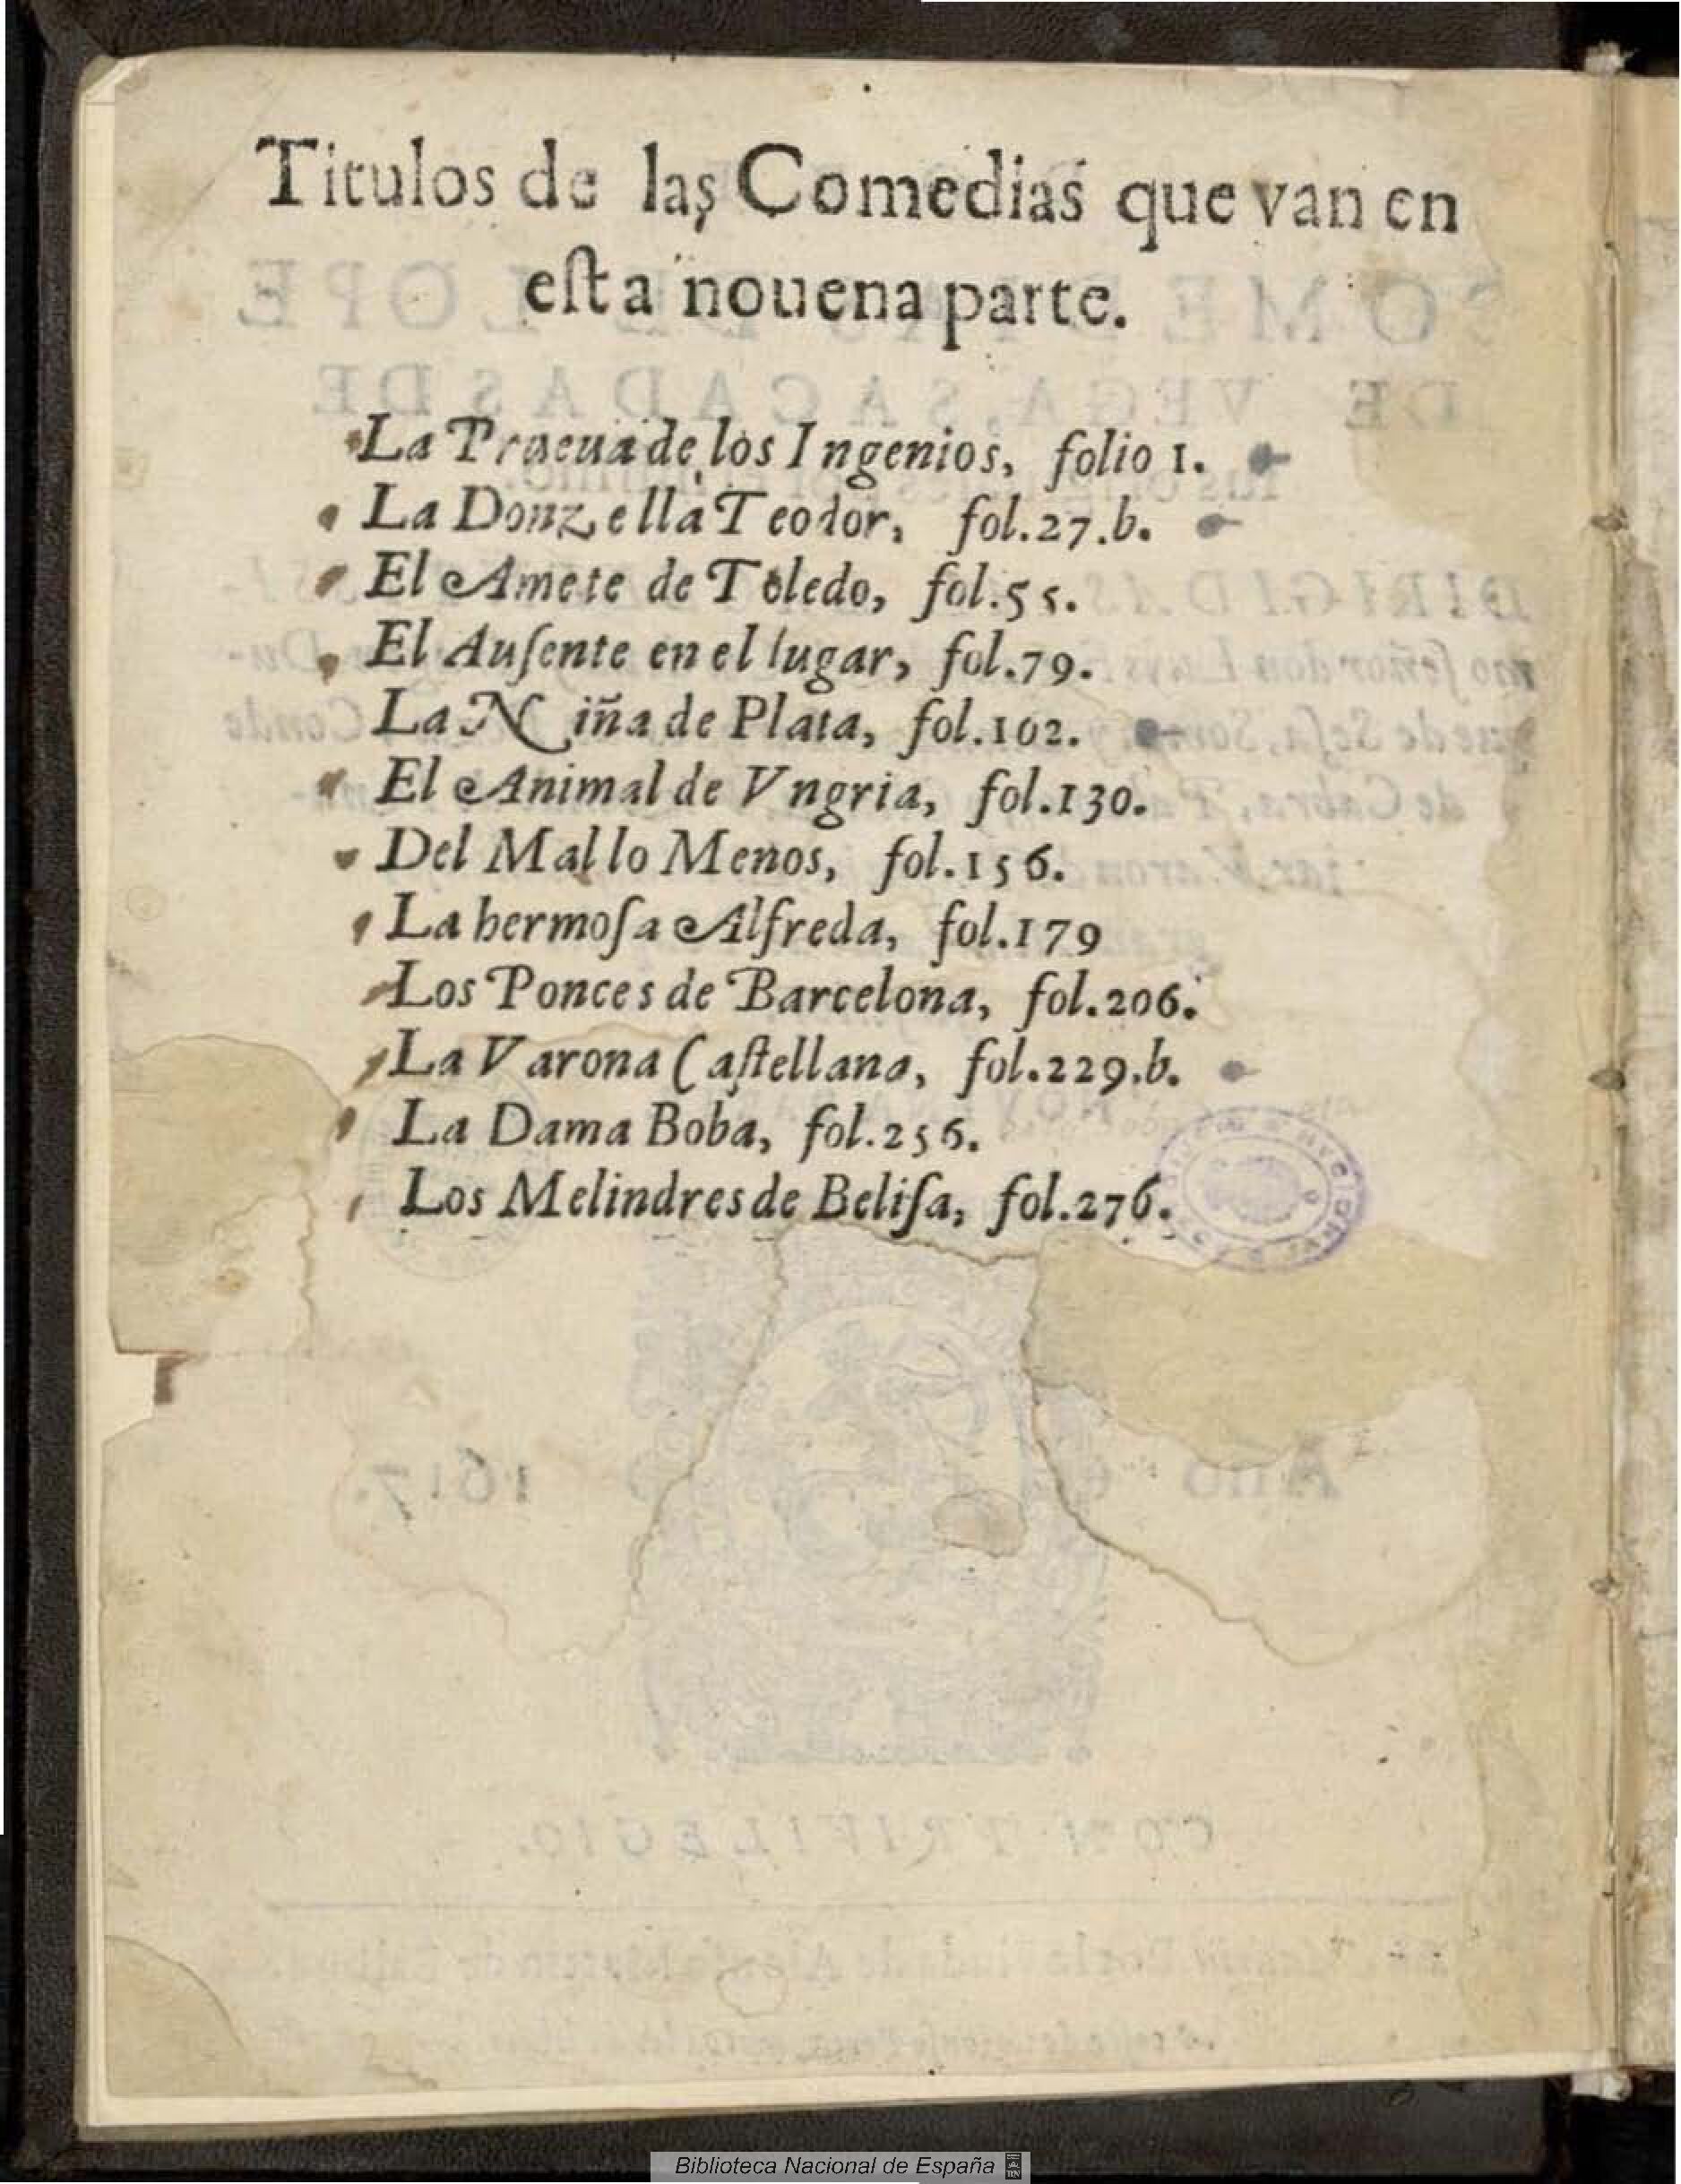 Titulos de las Comedias que van en
eſta nouena parte.
La Prueua de los Ingenios, folio 1.
La Donzella Teodor, fol.27.b.
El Amete de Toledo, fol.55.
El Auſente en el lugar, fol.79.
La Niña de Plata, fol.102.
El Animal de Vngria, fol.130.
Del Mal lo Menos, fol.156.
La hermoſa Alfreda, fol.179
Los Ponces de Barcelona, fol.206.
La Varona Caſtellana, fol.229.b.
La Dama Boba, fol.256.
Los Melindres de Beliſa, fol.276.
Biblioteca Nacional de España